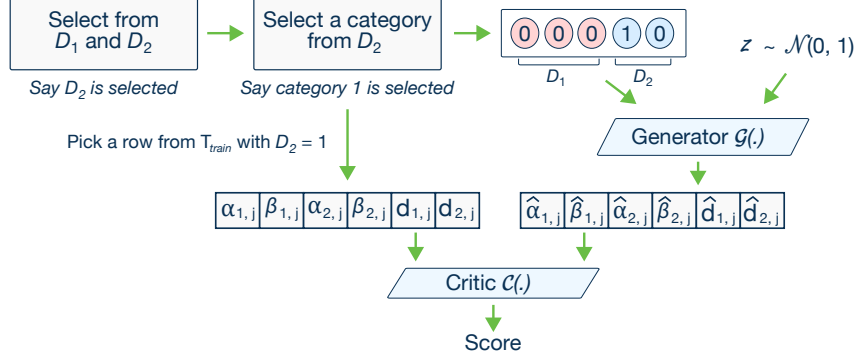 Select from
D₁ and D₂
Select a category
from D₂
0 0 0 1 0
D₁ D₂
z ~ 𝒩(0, 1)
Say D₂ is selected
Say category 1 is selected
Pick a row from T_train with D₂ = 1
Generator 𝒢(.)
α₁, j β₁, j α₂, j β₂, j d₁, j d₂, j
α̂₁, j β̂₁, j α̂₂, j β̂₂, j d̂₁, j d̂₂, j
Critic 𝒞(.)
Score